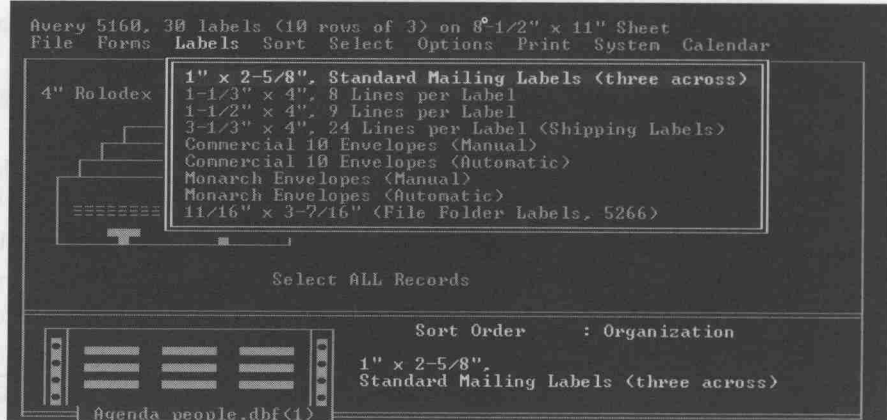 Avery 5160, 30 labels (10 rows of 3) on 8-1/2" x 11" Sheet
File Forms Labels Sort Select Options Print System Calendar
1" x 2-5/8", Standard Mailing Labels (three across)
4" Rolodex
1-1/3" x 4", 8 Lines per Label
1-1/2" x 4", 9 Lines per Label
3-1/3" x 4", 24 Lines per Label (Shipping Labels)
Commercial 10 Envelopes (Manual)
Commercial 10 Envelopes (Automatic)
Monarch Envelopes (Manual)
Monarch Envelopes (Automatic)
11/16" x 3-7/16" (File Folder Labels, 5266)
Select ALL Records
Sort Order : Organization
1" x 2-5/8",
Standard Mailing Labels (three across)
Agenda people.dbf(1)